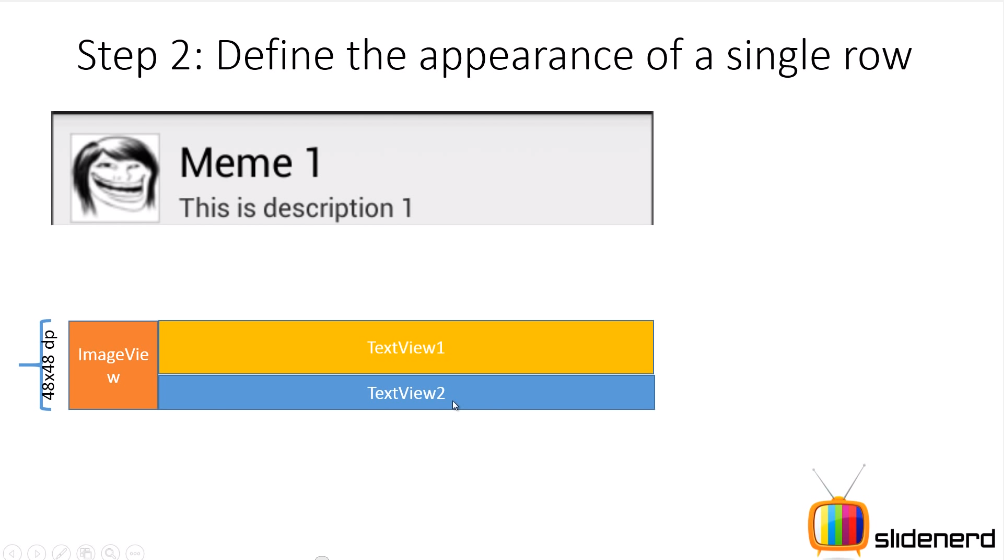 Step 2: Define the appearance of a single row
Meme 1
This is description 1
48x48 dp
ImageVie
w
TextView1
TextView2
slidenerd